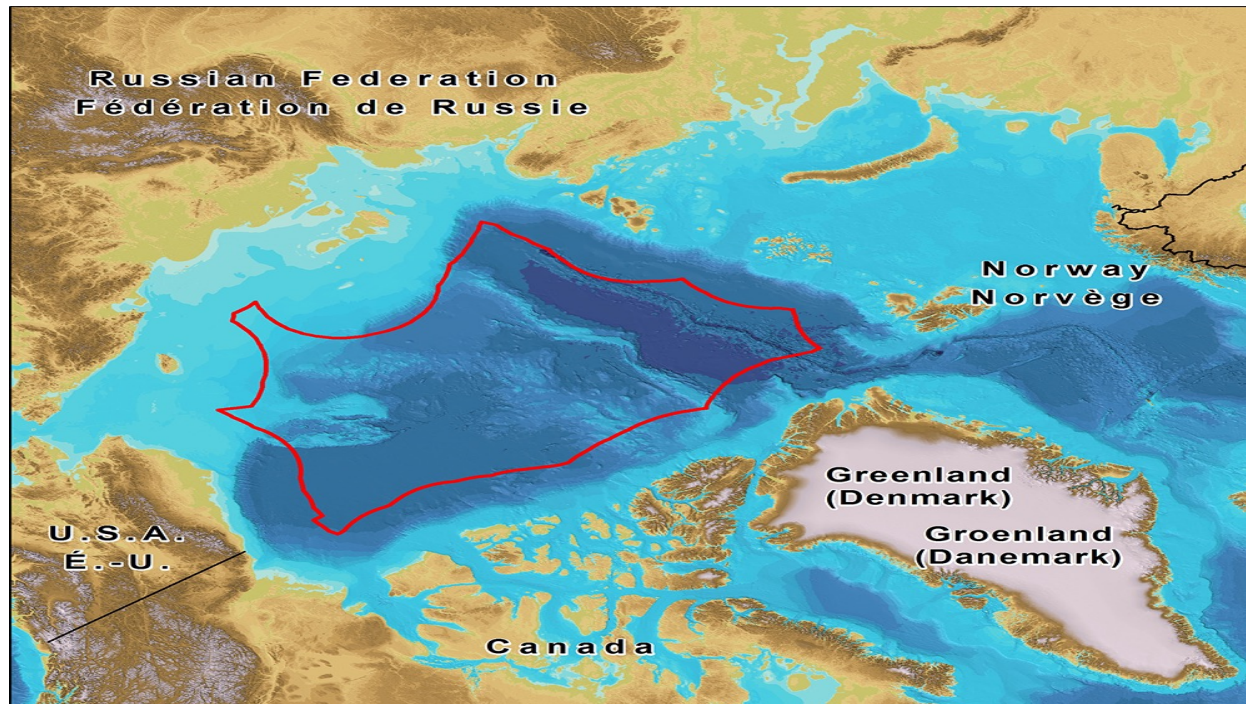 Russian Federation
Fédération de Russie
Norway
Norvège
Greenland
(Denmark)
Groenland
(Danemark)
U.S.A.
É.-U.
Canada